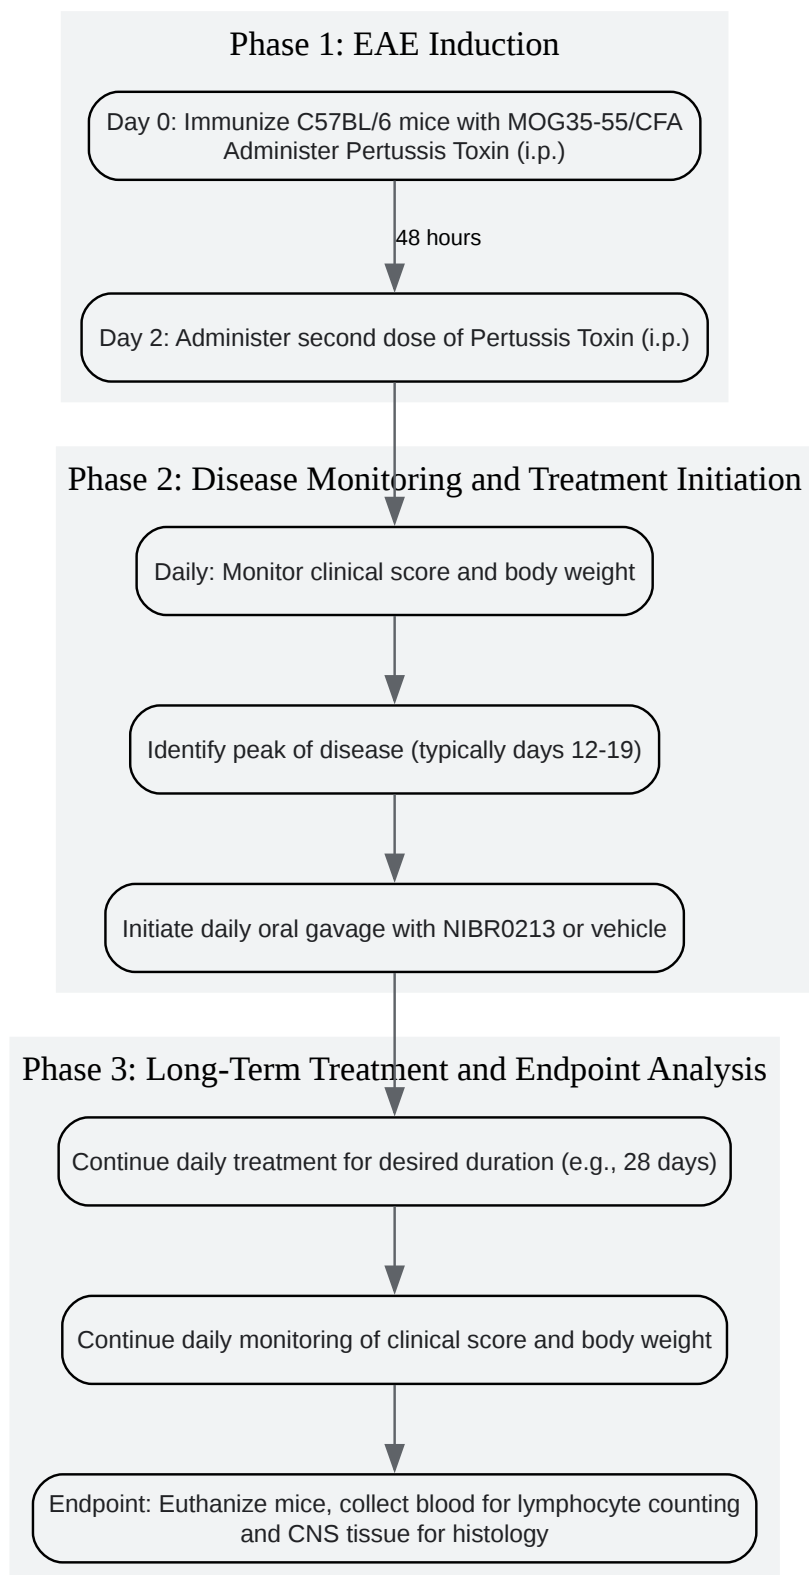 Phase 1: EAE Induction
Day 0: Immunize C57BL/6 mice with MOG35-55/CFA
Administer Pertussis Toxin (i.p.)
48 hours
Day 2: Administer second dose of Pertussis Toxin (i.p.)
Phase 2: Disease Monitoring and Treatment Initiation
Daily: Monitor clinical score and body weight
Identify peak of disease (typically days 12-19)
Initiate daily oral gavage with NIBR0213 or vehicle
Phase 3: Long-Term Treatment and Endpoint Analysis
Continue daily treatment for desired duration (e.g., 28 days)
Continue daily monitoring of clinical score and body weight
Endpoint: Euthanize mice, collect blood for lymphocyte counting
and CNS tissue for histology